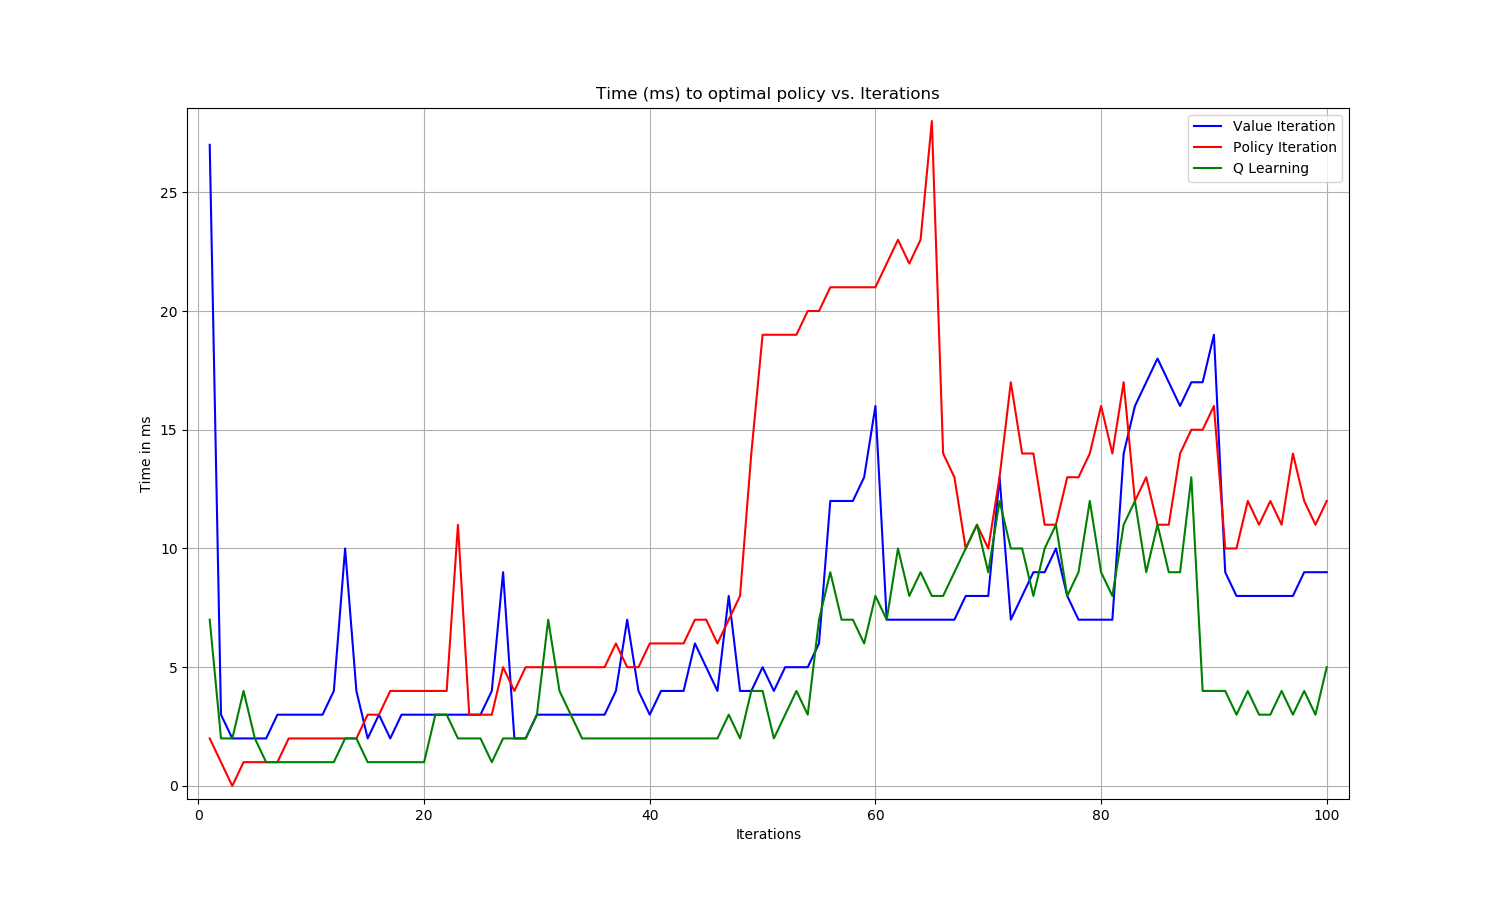 Time (ms) to optimal policy vs. Iterations
Value Iteration
Policy Iteration
Q Learning
25
20
15
10
5
0
Time in ms
0 20 40 60 80 100
Iterations